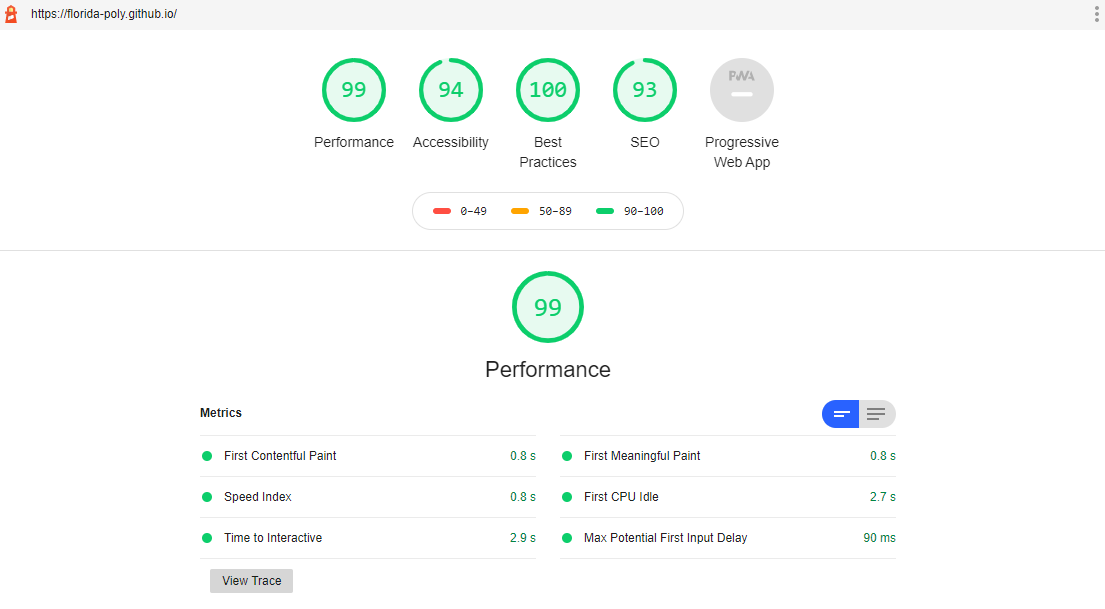 https://florida-poly.github.io/
99
94
100
93
PWA
Performance
Accessibility
Best
Practices
SEO
Progressive
Web App
0–49
50–89
90–100
99
Performance
Metrics
First Contentful Paint 0.8 s
First Meaningful Paint 0.8 s
Speed Index 0.8 s
First CPU Idle 2.7 s
Time to Interactive 2.9 s
Max Potential First Input Delay 90 ms
View Trace